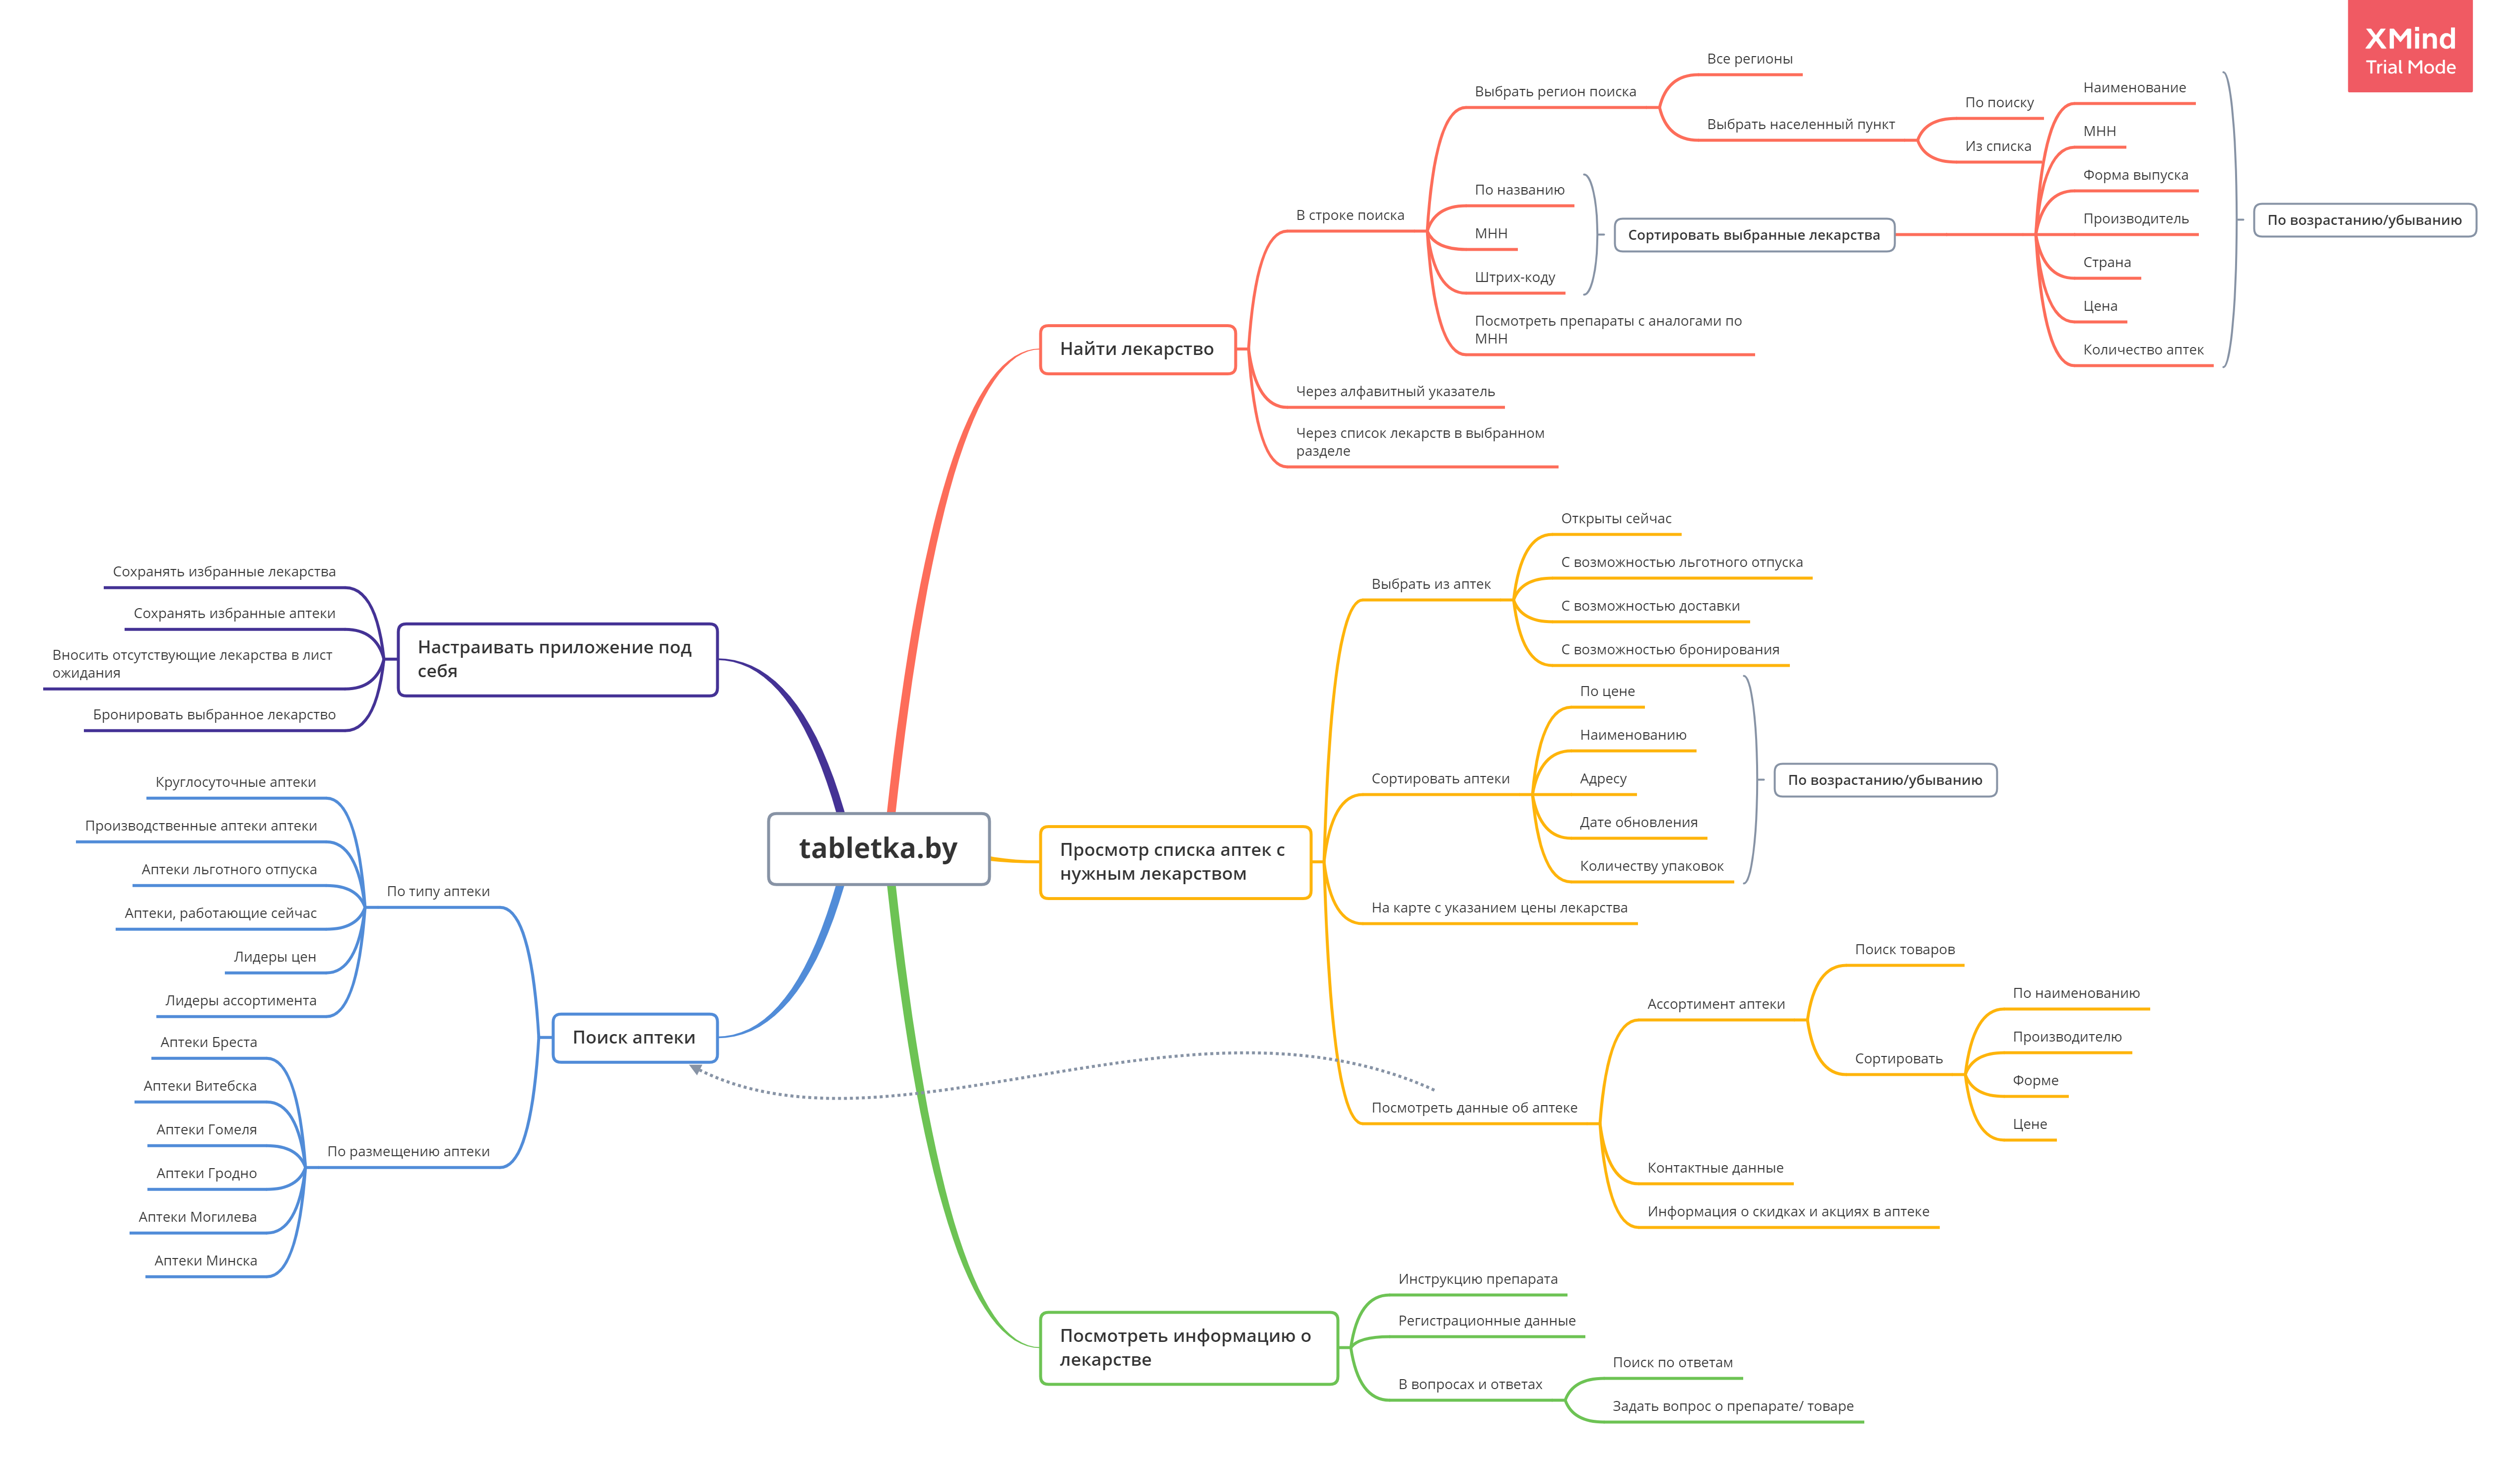 XMind
Trial Mode
tabletka.by
Найти лекарство
В строке поиска
Выбрать регион поиска
Все регионы
Выбрать населенный пункт
По поиску
Из списка
По названию
МНН
Штрих-коду
Сортировать выбранные лекарства
Наименование
МНН
Форма выпуска
Производитель
Страна
Цена
Количество аптек
По возрастанию/убыванию
Посмотреть препараты с аналогами по
МНН
Через алфавитный указатель
Через список лекарств в выбранном
разделе
Просмотр списка аптек с
нужным лекарством
Выбрать из аптек
Открыты сейчас
С возможностью льготного отпуска
С возможностью доставки
С возможностью бронирования
Сортировать аптеки
По цене
Наименованию
Адресу
Дате обновления
Количеству упаковок
По возрастанию/убыванию
На карте с указанием цены лекарства
Посмотреть данные об аптеке
Ассортимент аптеки
Поиск товаров
Сортировать
По наименованию
Производителю
Форме
Цене
Контактные данные
Информация о скидках и акциях в аптеке
Посмотреть информацию о
лекарстве
Инструкцию препарата
Регистрационные данные
В вопросах и ответах
Поиск по ответам
Задать вопрос о препарате/ товаре
Настраивать приложение под
себя
Сохранять избранные лекарства
Сохранять избранные аптеки
Вносить отсутствующие лекарства в лист
ожидания
Бронировать выбранное лекарство
Поиск аптеки
По типу аптеки
Круглосуточные аптеки
Производственные аптеки аптеки
Аптеки льготного отпуска
Аптеки, работающие сейчас
Лидеры цен
Лидеры ассортимента
По размещению аптеки
Аптеки Бреста
Аптеки Витебска
Аптеки Гомеля
Аптеки Гродно
Аптеки Могилева
Аптеки Минска